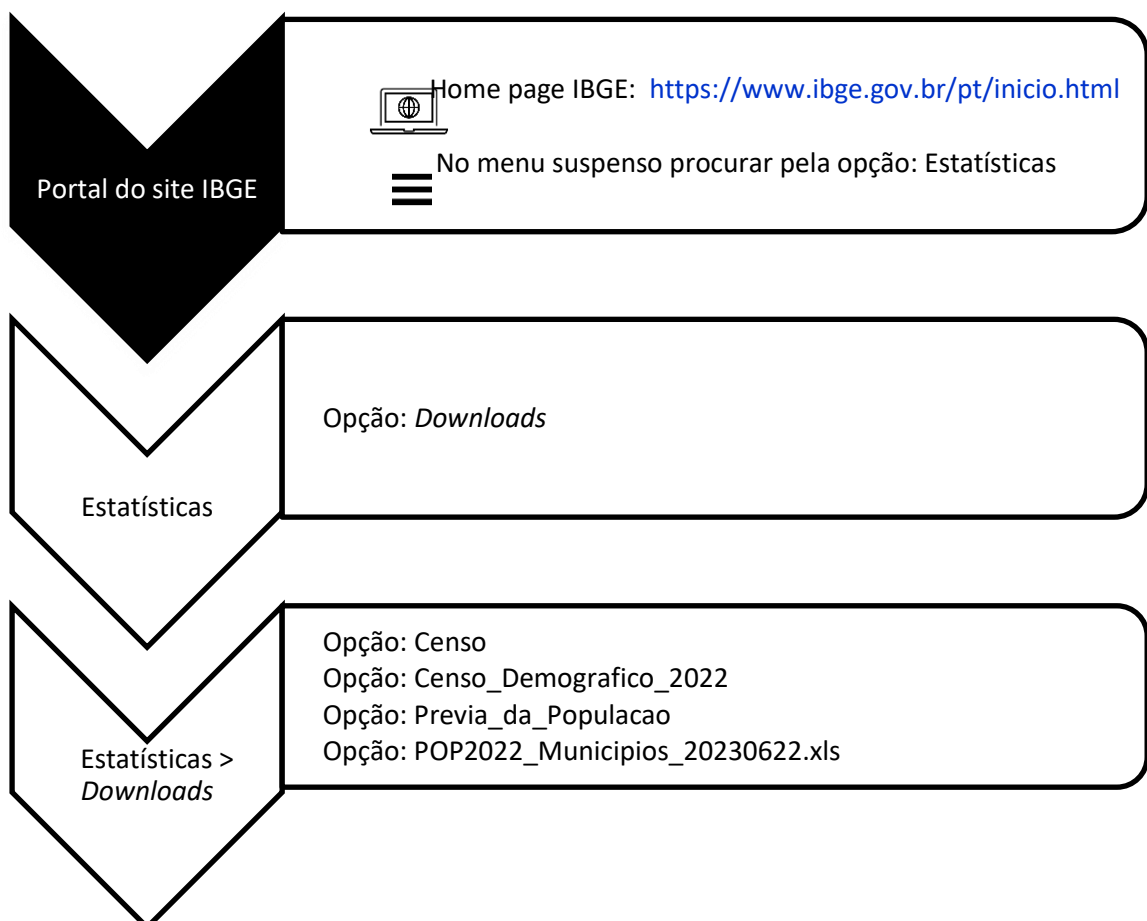 Home page IBGE: https://www.ibge.gov.br/pt/inicio.html
No menu suspenso procurar pela opção: Estatísticas
Portal do site IBGE
Opção: Downloads
Estatísticas
Opção: Censo
Opção: Censo_Demografico_2022
Opção: Previa_da_Populacao
Opção: POP2022_Municipios_20230622.xls
Estatísticas >
Downloads